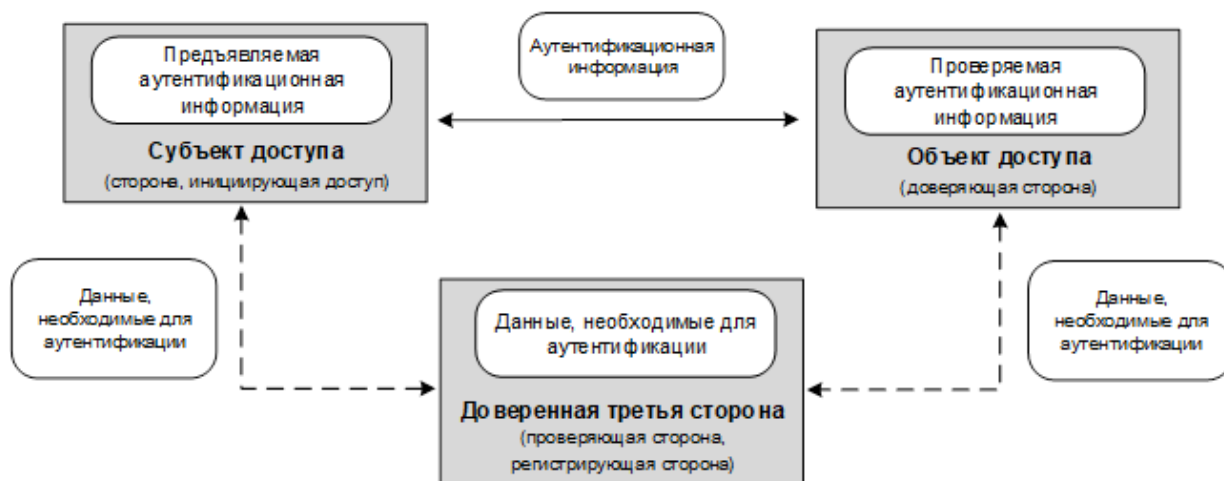 Предъявляемая
аутентификационная
информация
Субъект доступа
(сторона, инициирующая доступ)
Аутентификационная
информация
Проверяемая
аутентификационная
информация
Объект доступа
(доверяющая сторона)
Данные,
необходимые для
аутентификации
Данные, необходимые для
аутентификации
Доверенная третья сторона
(проверяющая сторона,
регистрирующая сторона)
Данные,
необходимые для
аутентификации